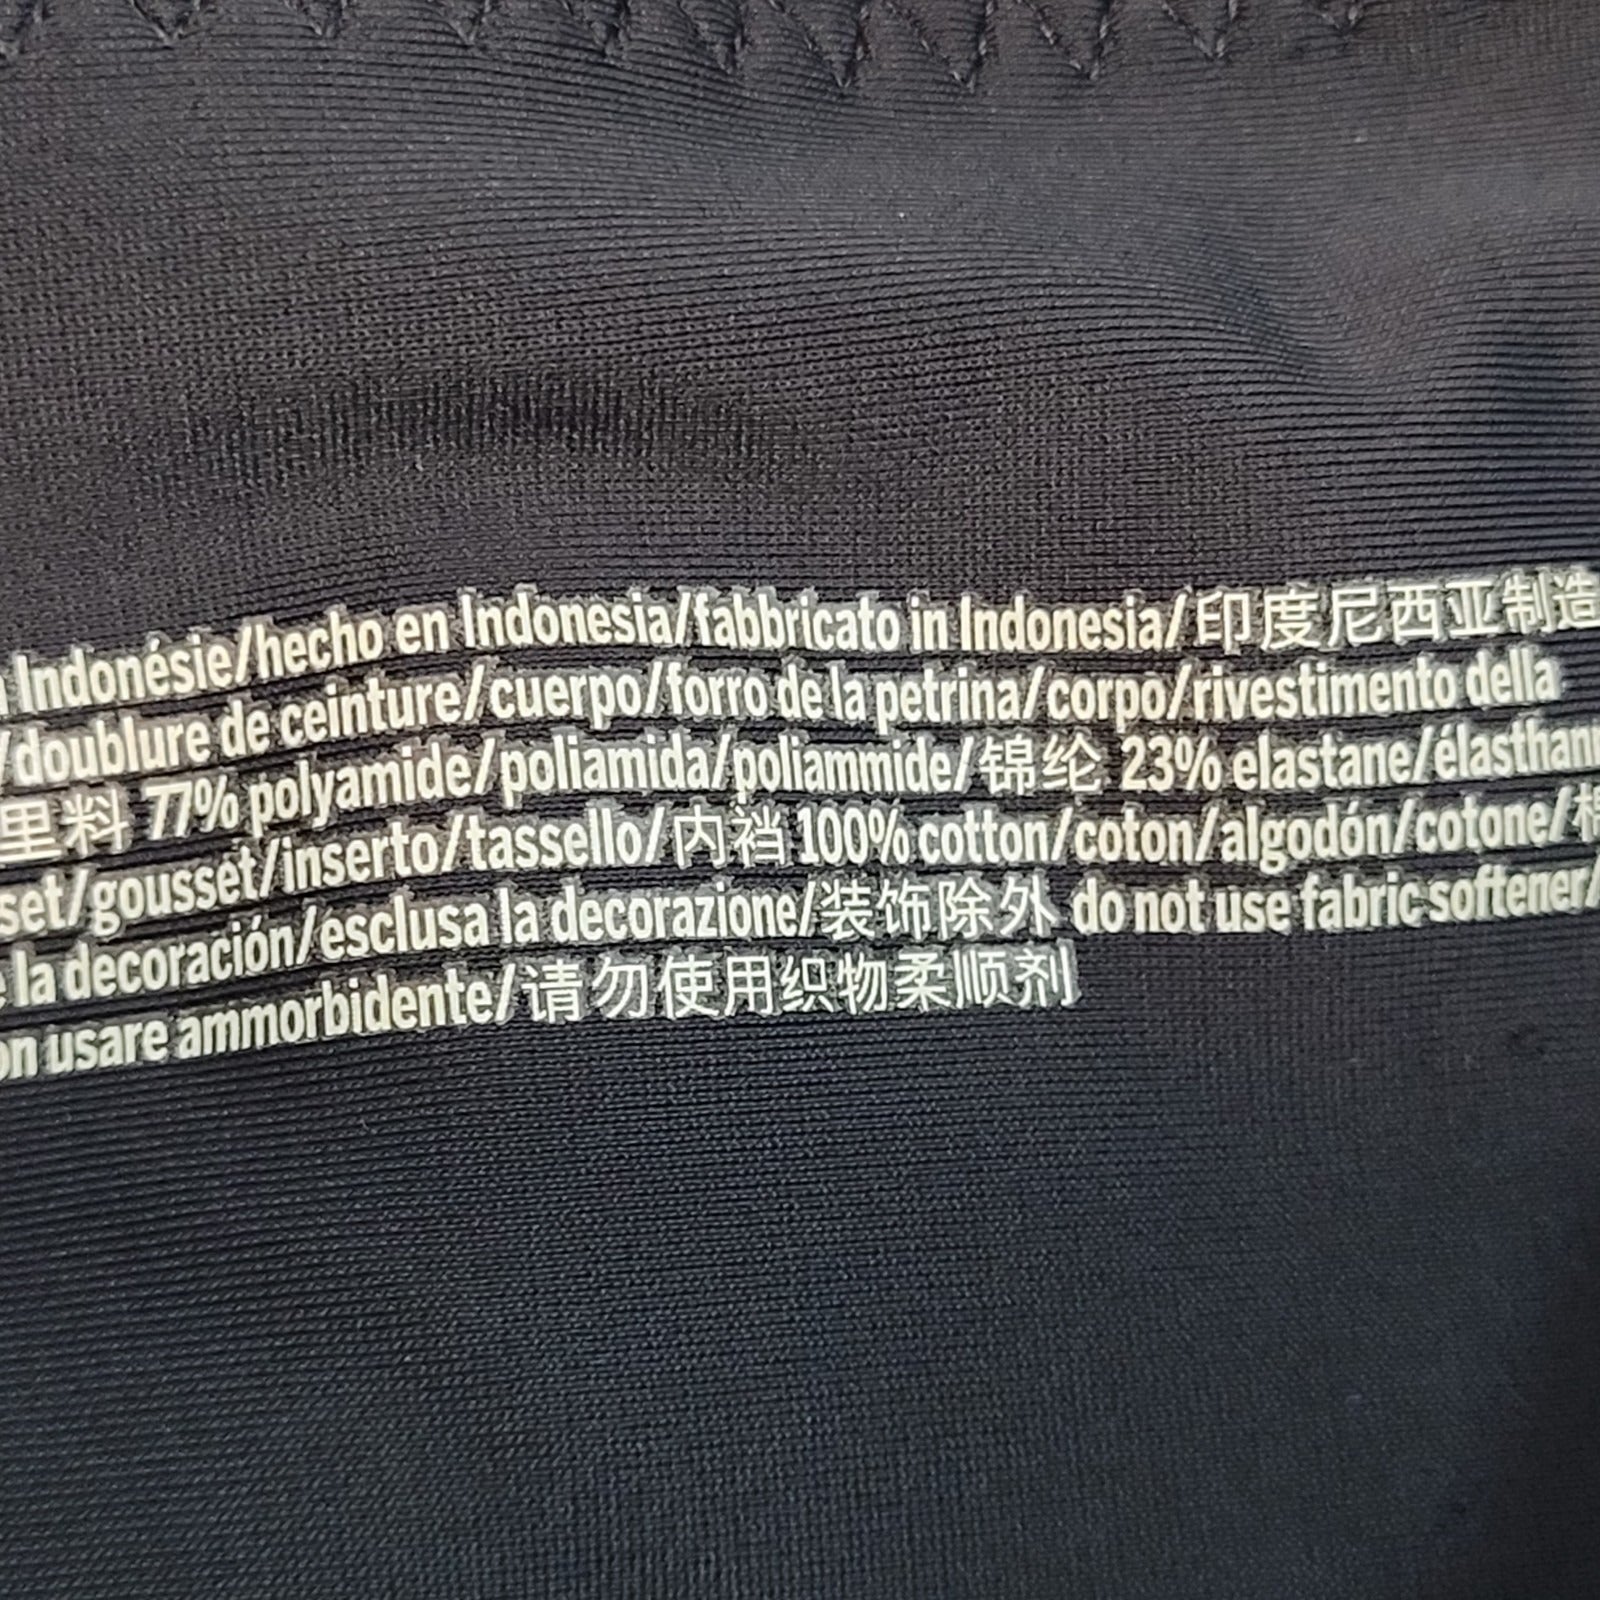 Indonésie/hecho en Indonesia/fabbricato in Indonesia/印度尼西亚制造
/doublure de ceinture/cuerpo/forro de la petrina/corpo/rivestimento della
里料 77% polyamide/poliamida/poliammide/锦纶 23% elastane/élasthann
set/gousset/inserto/tassello/内裆 100% cotton/coton/algodón/cotone/
la decoración/esclusa la decorazione/装饰除外 do not use fabric softener/
on usare ammorbidente/请勿使用织物柔顺剂